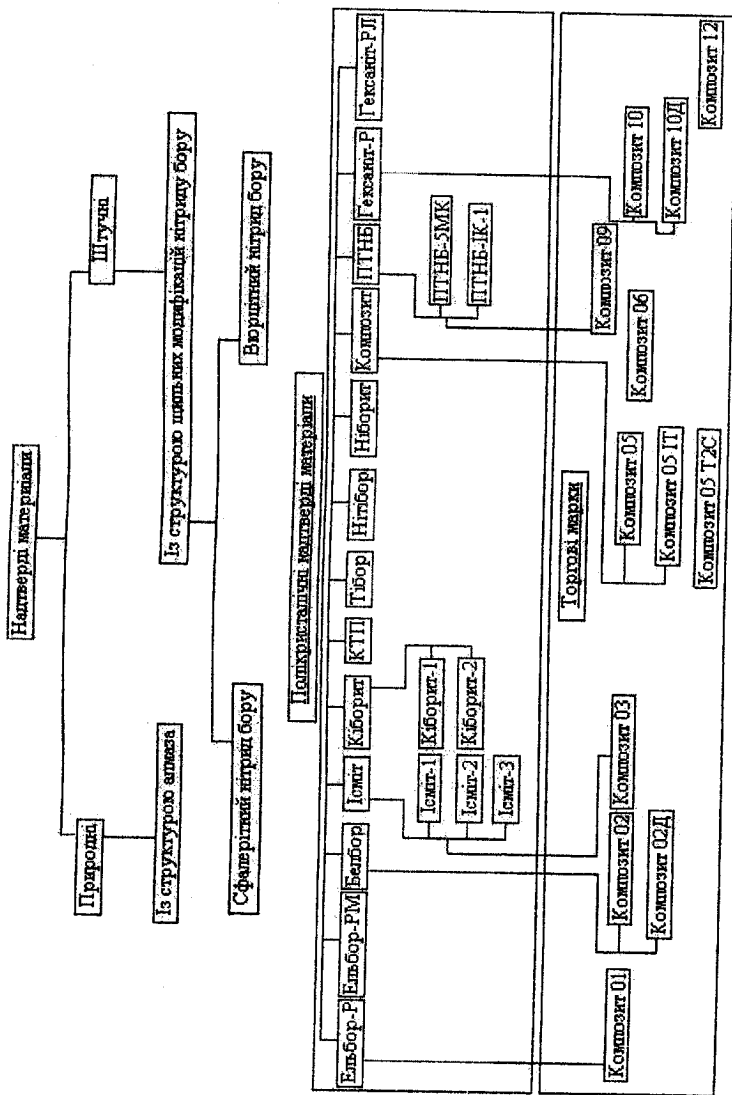 Надтверді матеріали
Природні
Штучні
Із структурою алмаза
Із структурою щільних модифікацій нітриду бору
Сфалеритний нітрид бору
Вюрцитний нітрид бору
Полікристалічні надтверді матеріали
Ельбор-Р
Ельбор-РМ
Белбор
Ісміт
Кіборит
КТП
Тібор
Нітбор
Ніборит
Композит
ПТНБ
Гексаніт-Р
Гексаніт-РЛ
Ісміт-1
Ісміт-2
Ісміт-3
Кіборит-1
Кіборит-2
ПТНБ-5МК
ПТНБ-ІК-1
Торгові марки
Композит 01
Композит 02
Композит 02Д
Композит 03
Композит 05
Композит 05 ІТ
Композит 05 Т2С
Композит 06
Композит 09
Композит 10
Композит 10Д
Композит 12